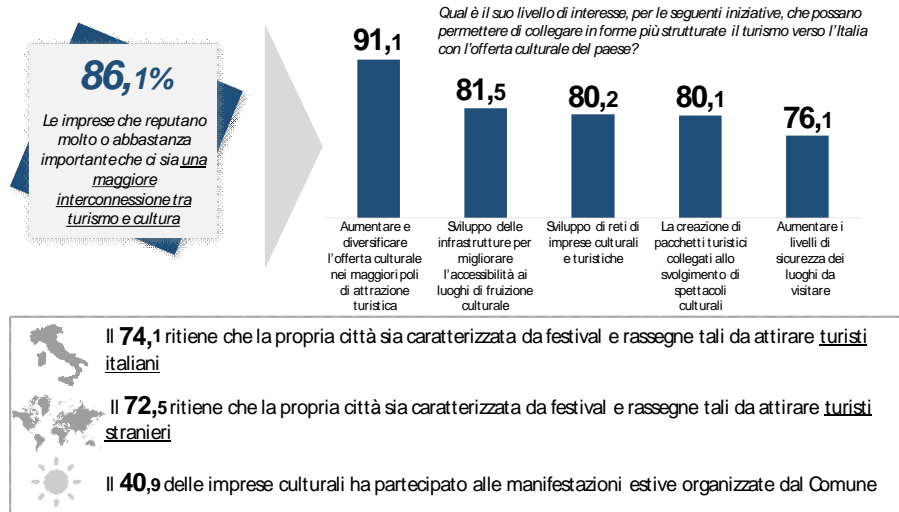 86,1%
Le imprese che reputano
molto o abbastanza
importante che ci sia una
maggiore
interconnessione tra
turismo e cultura
Qual è il suo livello di interesse, per le seguenti iniziative, che possano
permettere di collegare in forme più strutturate il turismo verso l'Italia
con l'offerta culturale del paese?
91,1
81,5
80,2
80,1
76,1
Aumentare e
diversificare
l'offerta culturale
nei maggiori poli
di attrazione
turistica
Sviluppo delle
infrastrutture per
migliorare
l'accessibilità ai
luoghi di fruizione
culturale
Sviluppo di reti di
imprese culturali
e turistiche
La creazione di
pacchetti turistici
collegati allo
svolgimento di
spettacoli
culturali
Aumentare i
livelli di
sicurezza dei
luoghi da
visitare
Il 74,1 ritiene che la propria città sia caratterizzata da festival e rassegne tali da attirare turisti
italiani
Il 72,5 ritiene che la propria città sia caratterizzata da festival e rassegne tali da attirare turisti
stranieri
Il 40,9 delle imprese culturali ha partecipato alle manifestazioni estive organizzate dal Comune